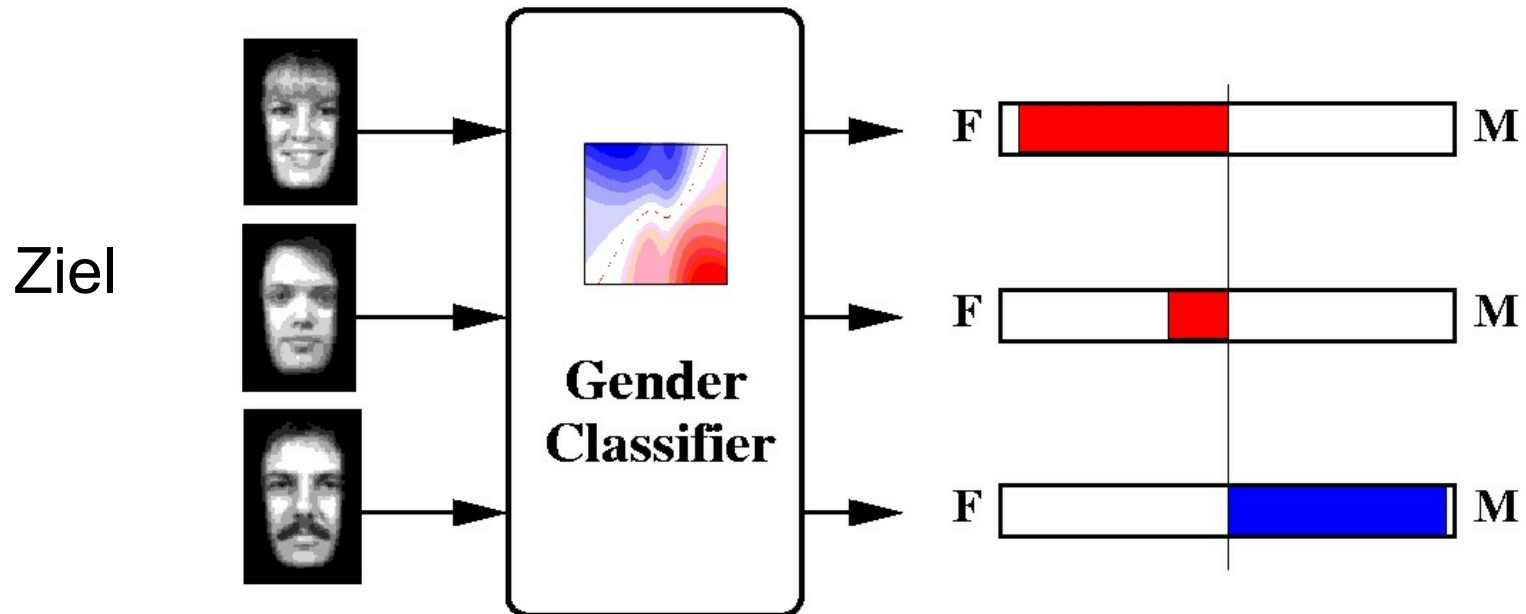 F M
Ziel
F M
Gender
Classifier
F M